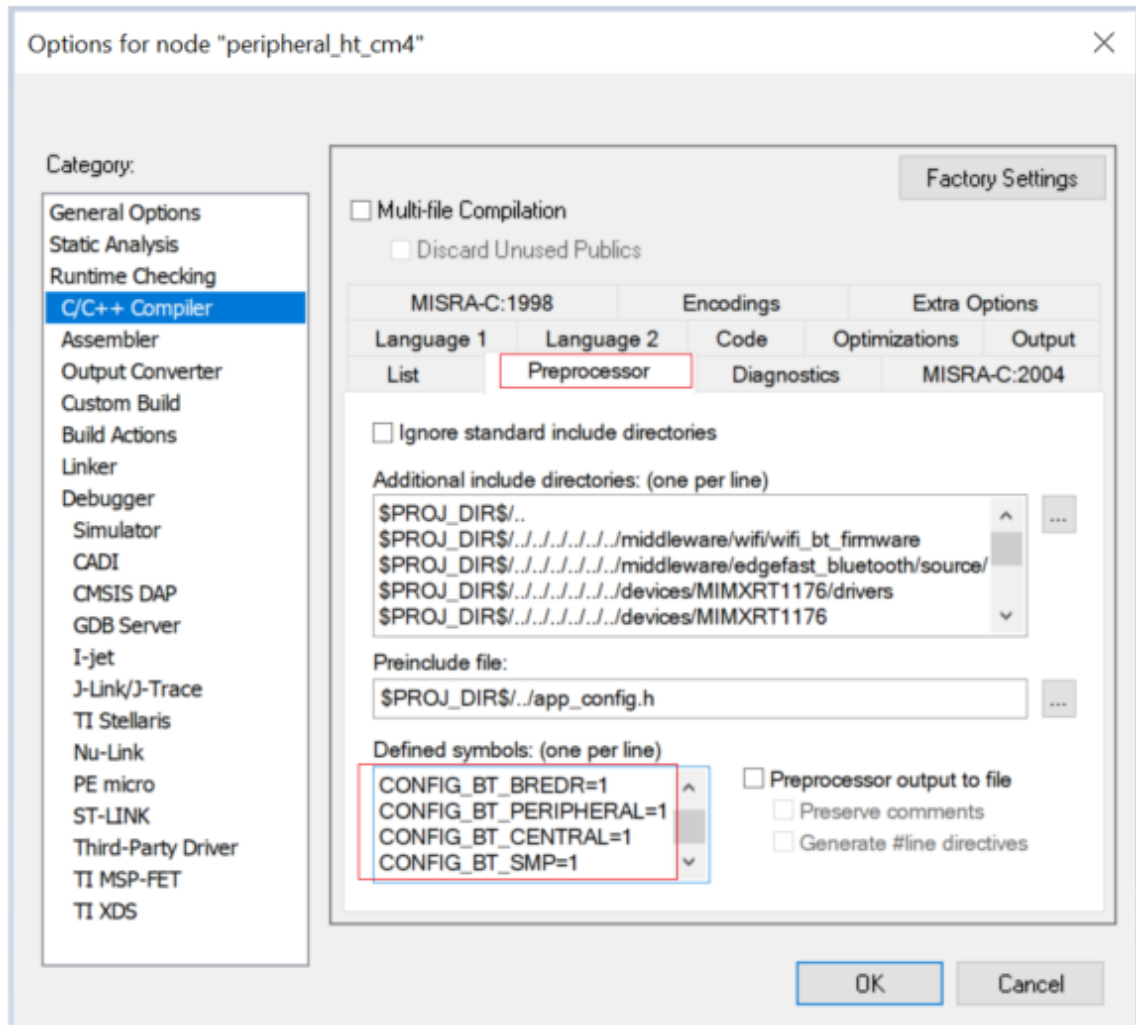 Options for node "peripheral_ht_cm4"
Category:
General Options
Static Analysis
Runtime Checking
C/C++ Compiler
Assembler
Output Converter
Custom Build
Build Actions
Linker
Debugger
Simulator
CADI
CMSIS DAP
GDB Server
I-jet
J-Link/J-Trace
TI Stellaris
Nu-Link
PE micro
ST-LINK
Third-Party Driver
TI MSP-FET
TI XDS
Factory Settings
Multi-file Compilation
Discard Unused Publics
MISRA-C:1998 Encodings Extra Options
Language 1 Language 2 Code Optimizations Output
List Preprocessor Diagnostics MISRA-C:2004
Ignore standard include directories
Additional include directories: (one per line)
$PROJ_DIR$/..
$PROJ_DIR$/../../../../../../middleware/wifi/wifi_bt_firmware
$PROJ_DIR$/../../../../../../middleware/edgefast_bluetooth/source/
$PROJ_DIR$/../../../../../../devices/MIMXRT1176/drivers
$PROJ_DIR$/../../../../../../devices/MIMXRT1176
...
Preinclude file:
$PROJ_DIR$/../app_config.h
...
Defined symbols: (one per line)
CONFIG_BT_BREDR=1
CONFIG_BT_PERIPHERAL=1
CONFIG_BT_CENTRAL=1
CONFIG_BT_SMP=1
Preprocessor output to file
Preserve comments
Generate #line directives
OK Cancel